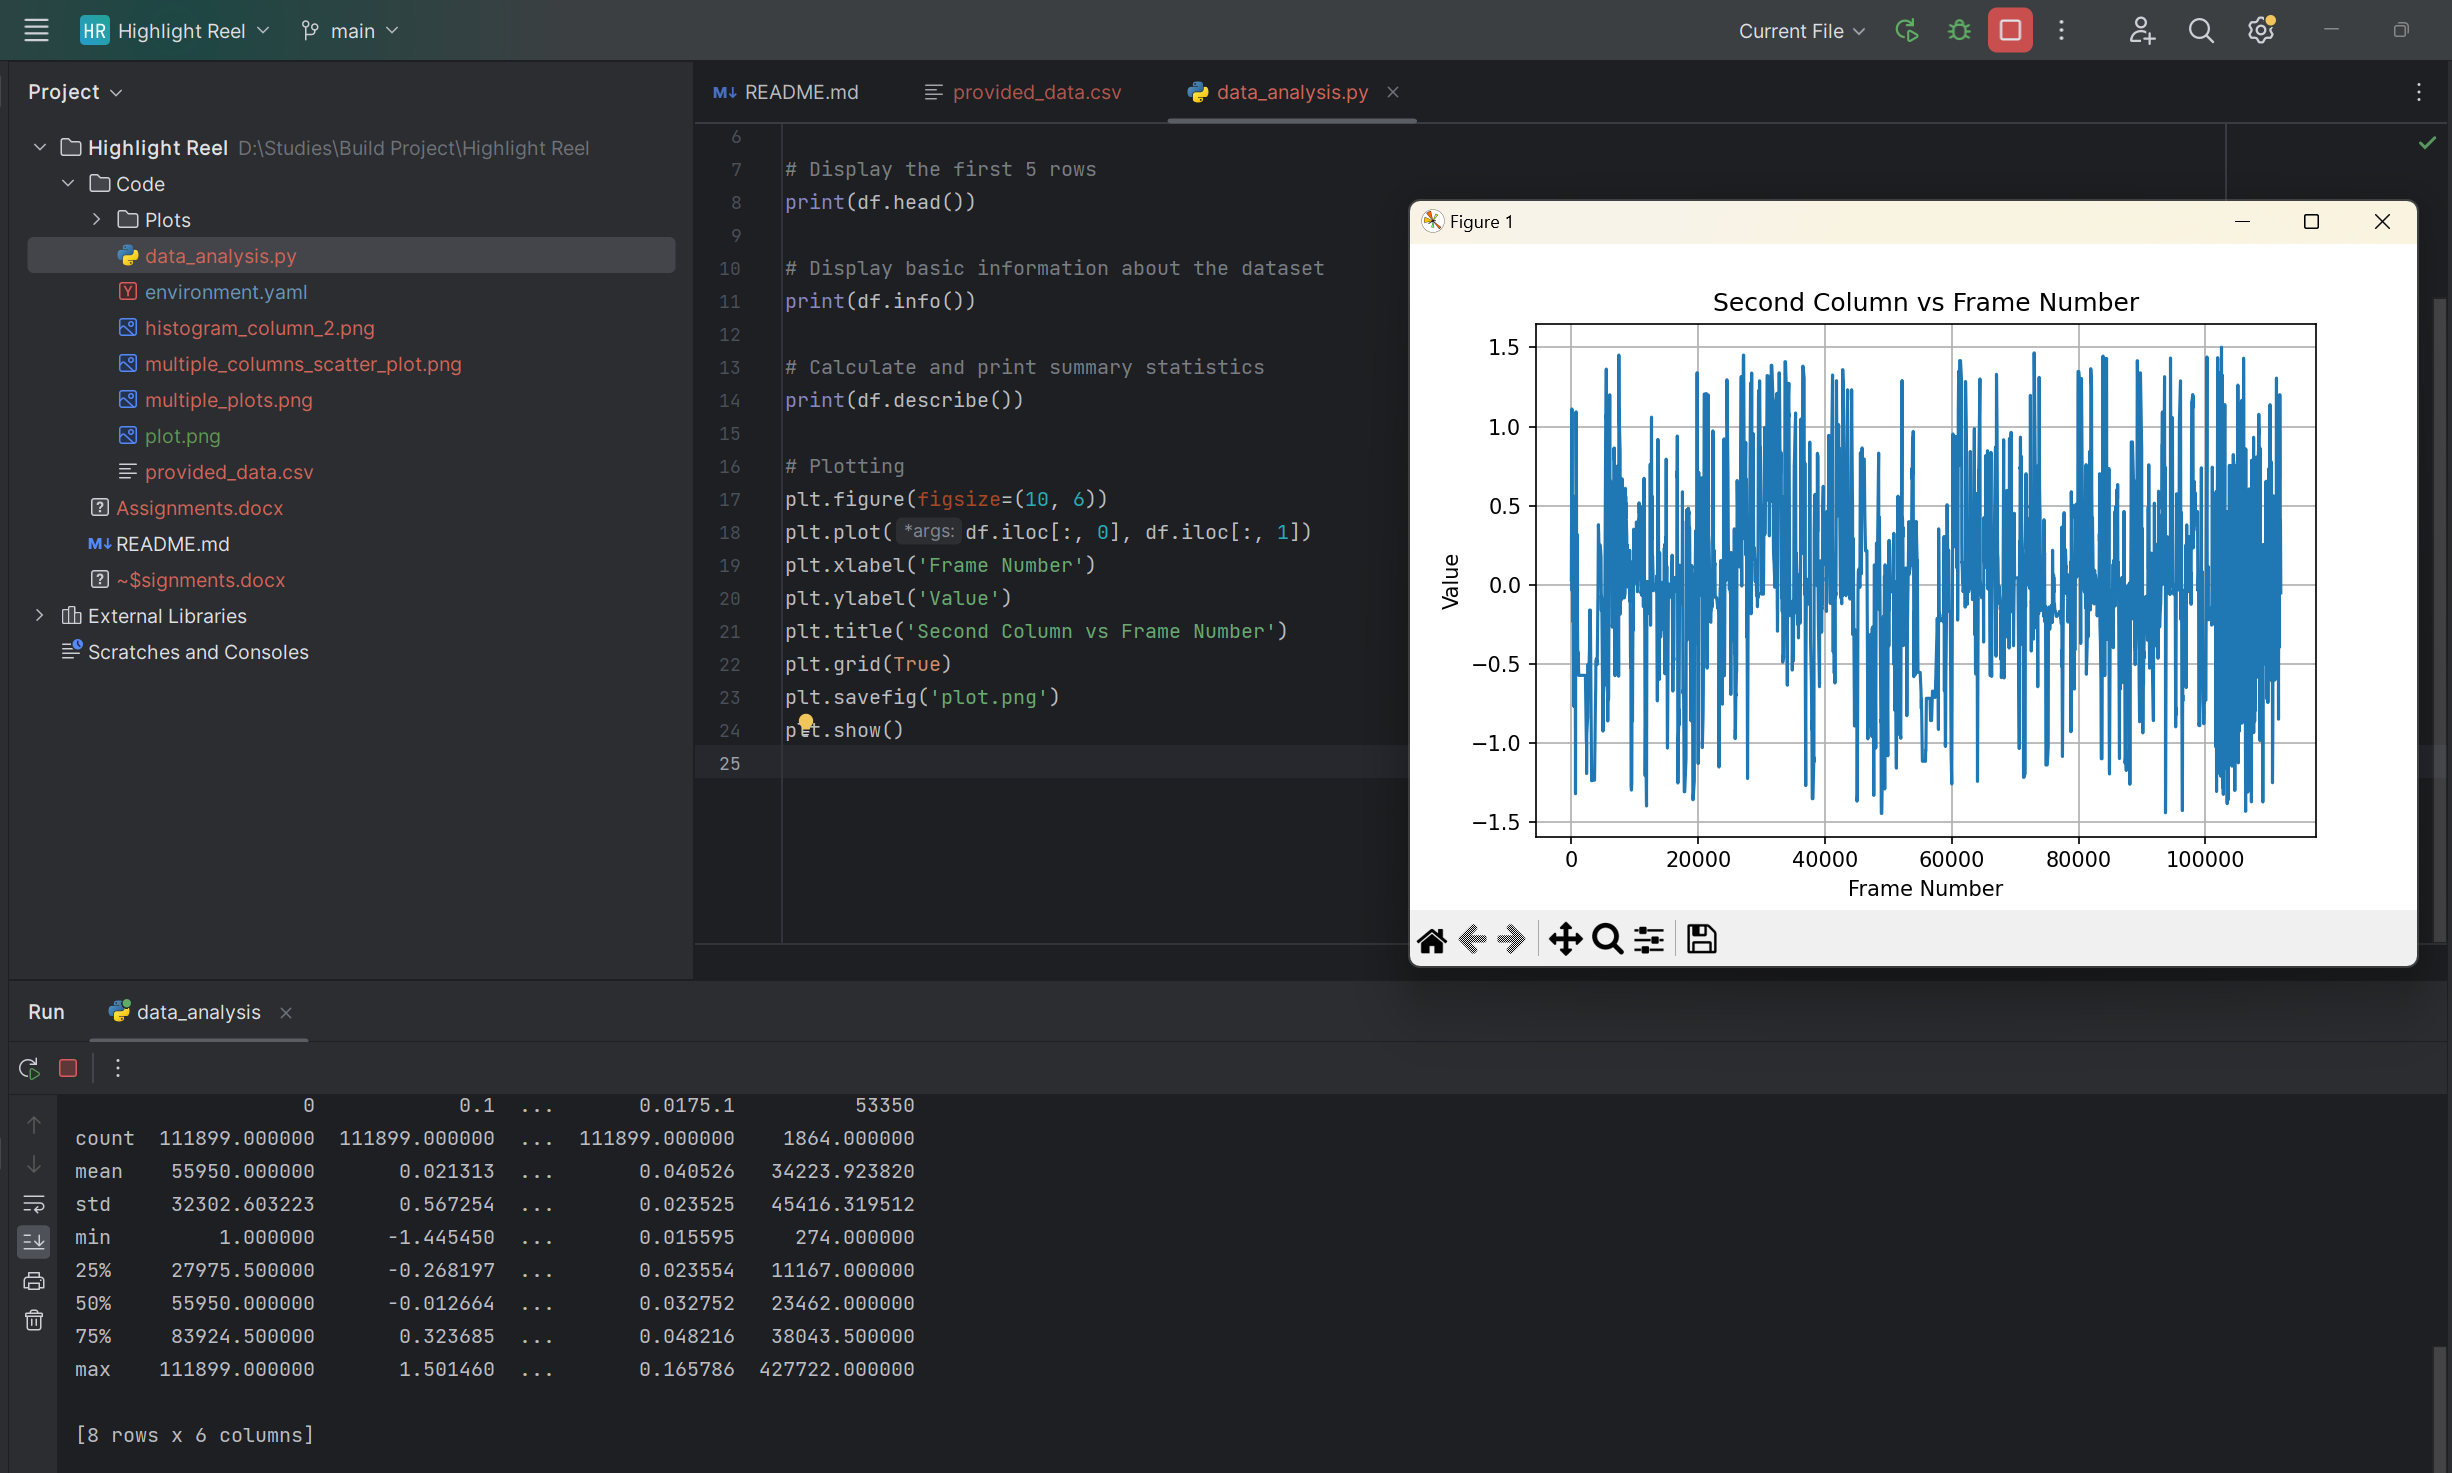 HR Highlight Reel main Current File
Project
Highlight Reel D:\Studies\Build Project\Highlight Reel
Code
Plots
data_analysis.py
environment.yaml
histogram_column_2.png
multiple_columns_scatter_plot.png
multiple_plots.png
plot.png
provided_data.csv
Assignments.docx
README.md
~$signments.docx
External Libraries
Scratches and Consoles
README.md provided_data.csv data_analysis.py
6
7 # Display the first 5 rows
8 print(df.head())
9
10 # Display basic information about the dataset
11 print(df.info())
12
13 # Calculate and print summary statistics
14 print(df.describe())
15
16 # Plotting
17 plt.figure(figsize=(10, 6))
18 plt.plot( *args: df.iloc[:, 0], df.iloc[:, 1])
19 plt.xlabel('Frame Number')
20 plt.ylabel('Value')
21 plt.title('Second Column vs Frame Number')
22 plt.grid(True)
23 plt.savefig('plot.png')
24 plt.show()
25
Figure 1
Second Column vs Frame Number
1.5
1.0
0.5
0.0
−0.5
−1.0
−1.5
Value
0 20000 40000 60000 80000 100000
Frame Number
Run data_analysis
0 0.1 ... 0.0175.1 53350
count 111899.000000 111899.000000 ... 111899.000000 1864.000000
mean 55950.000000 0.021313 ... 0.040526 34223.923820
std 32302.603223 0.567254 ... 0.023525 45416.319512
min 1.000000 -1.445450 ... 0.015595 274.000000
25% 27975.500000 -0.268197 ... 0.023554 11167.000000
50% 55950.000000 -0.012664 ... 0.032752 23462.000000
75% 83924.500000 0.323685 ... 0.048216 38043.500000
max 111899.000000 1.501460 ... 0.165786 427722.000000
[8 rows x 6 columns]